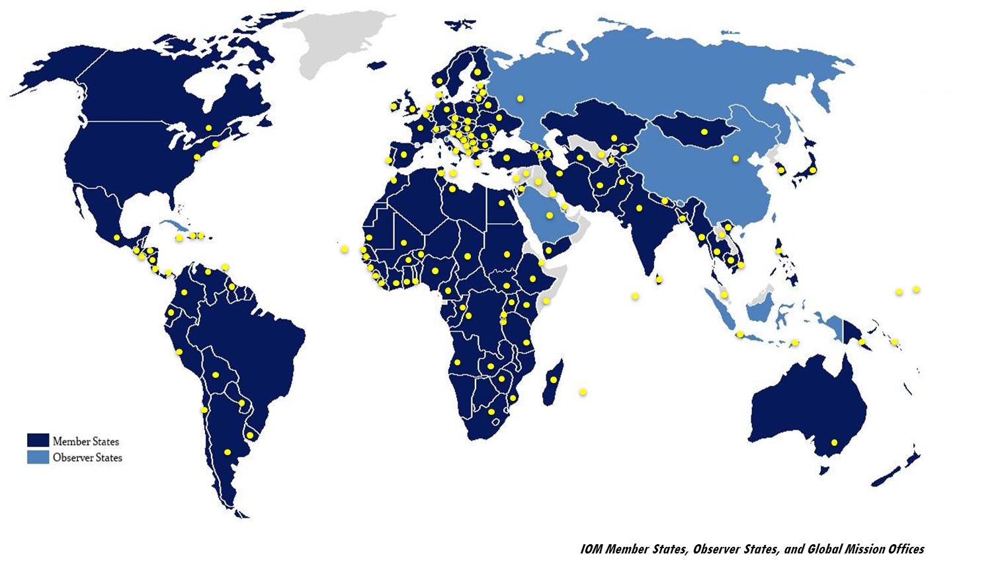 Member States
Observer States
IOM Member States, Observer States, and Global Mission Offices